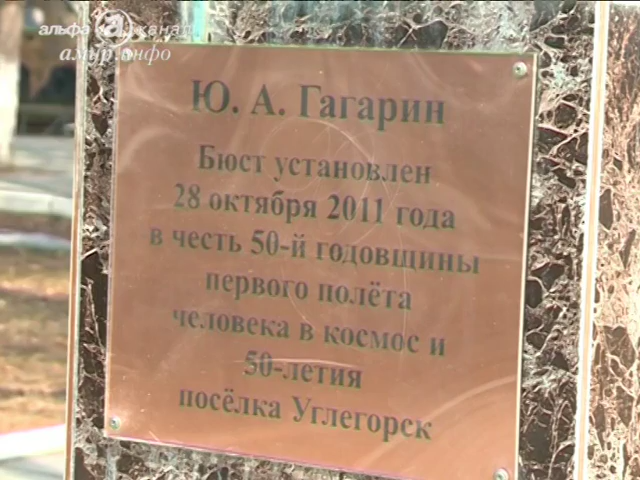 альфа канал
амур.инфо
Ю. А. Гагарин
Бюст установлен
28 октября 2011 года
в честь 50-й годовщины
первого полёта
человека в космос и
50-летия
посёлка Углегорск